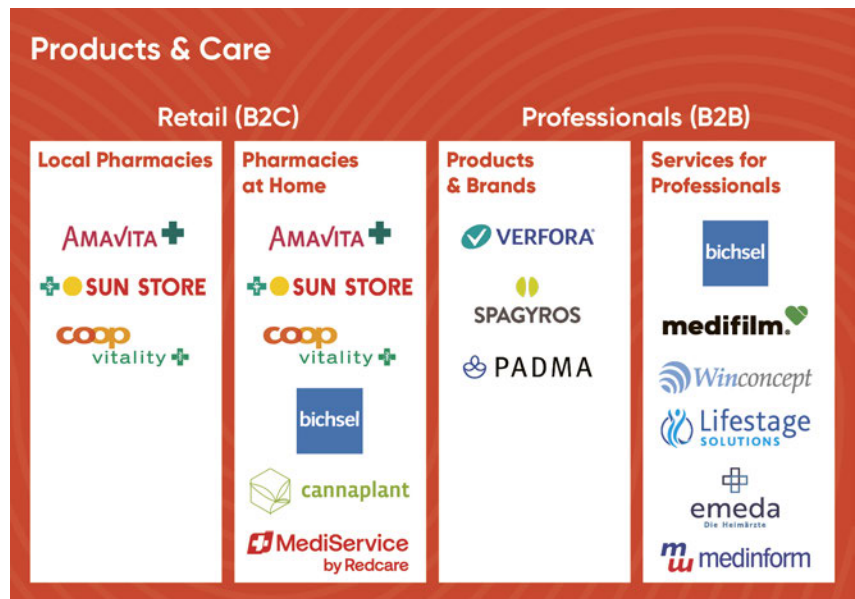 Products & Care
Retail (B2C)
Professionals (B2B)
Local Pharmacies
AMAVITA
SUN STORE
coop
vitality
Pharmacies
at Home
AMAVITA
SUN STORE
coop
vitality
bichsel
cannaplant
MediService
by Redcare
Products
& Brands
VERFORA
SPAGYROS
PADMA
Services for
Professionals
bichsel
medifilm.
Winconcept
Lifestage
SOLUTIONS
emeda
Die Heimärzte
medinform